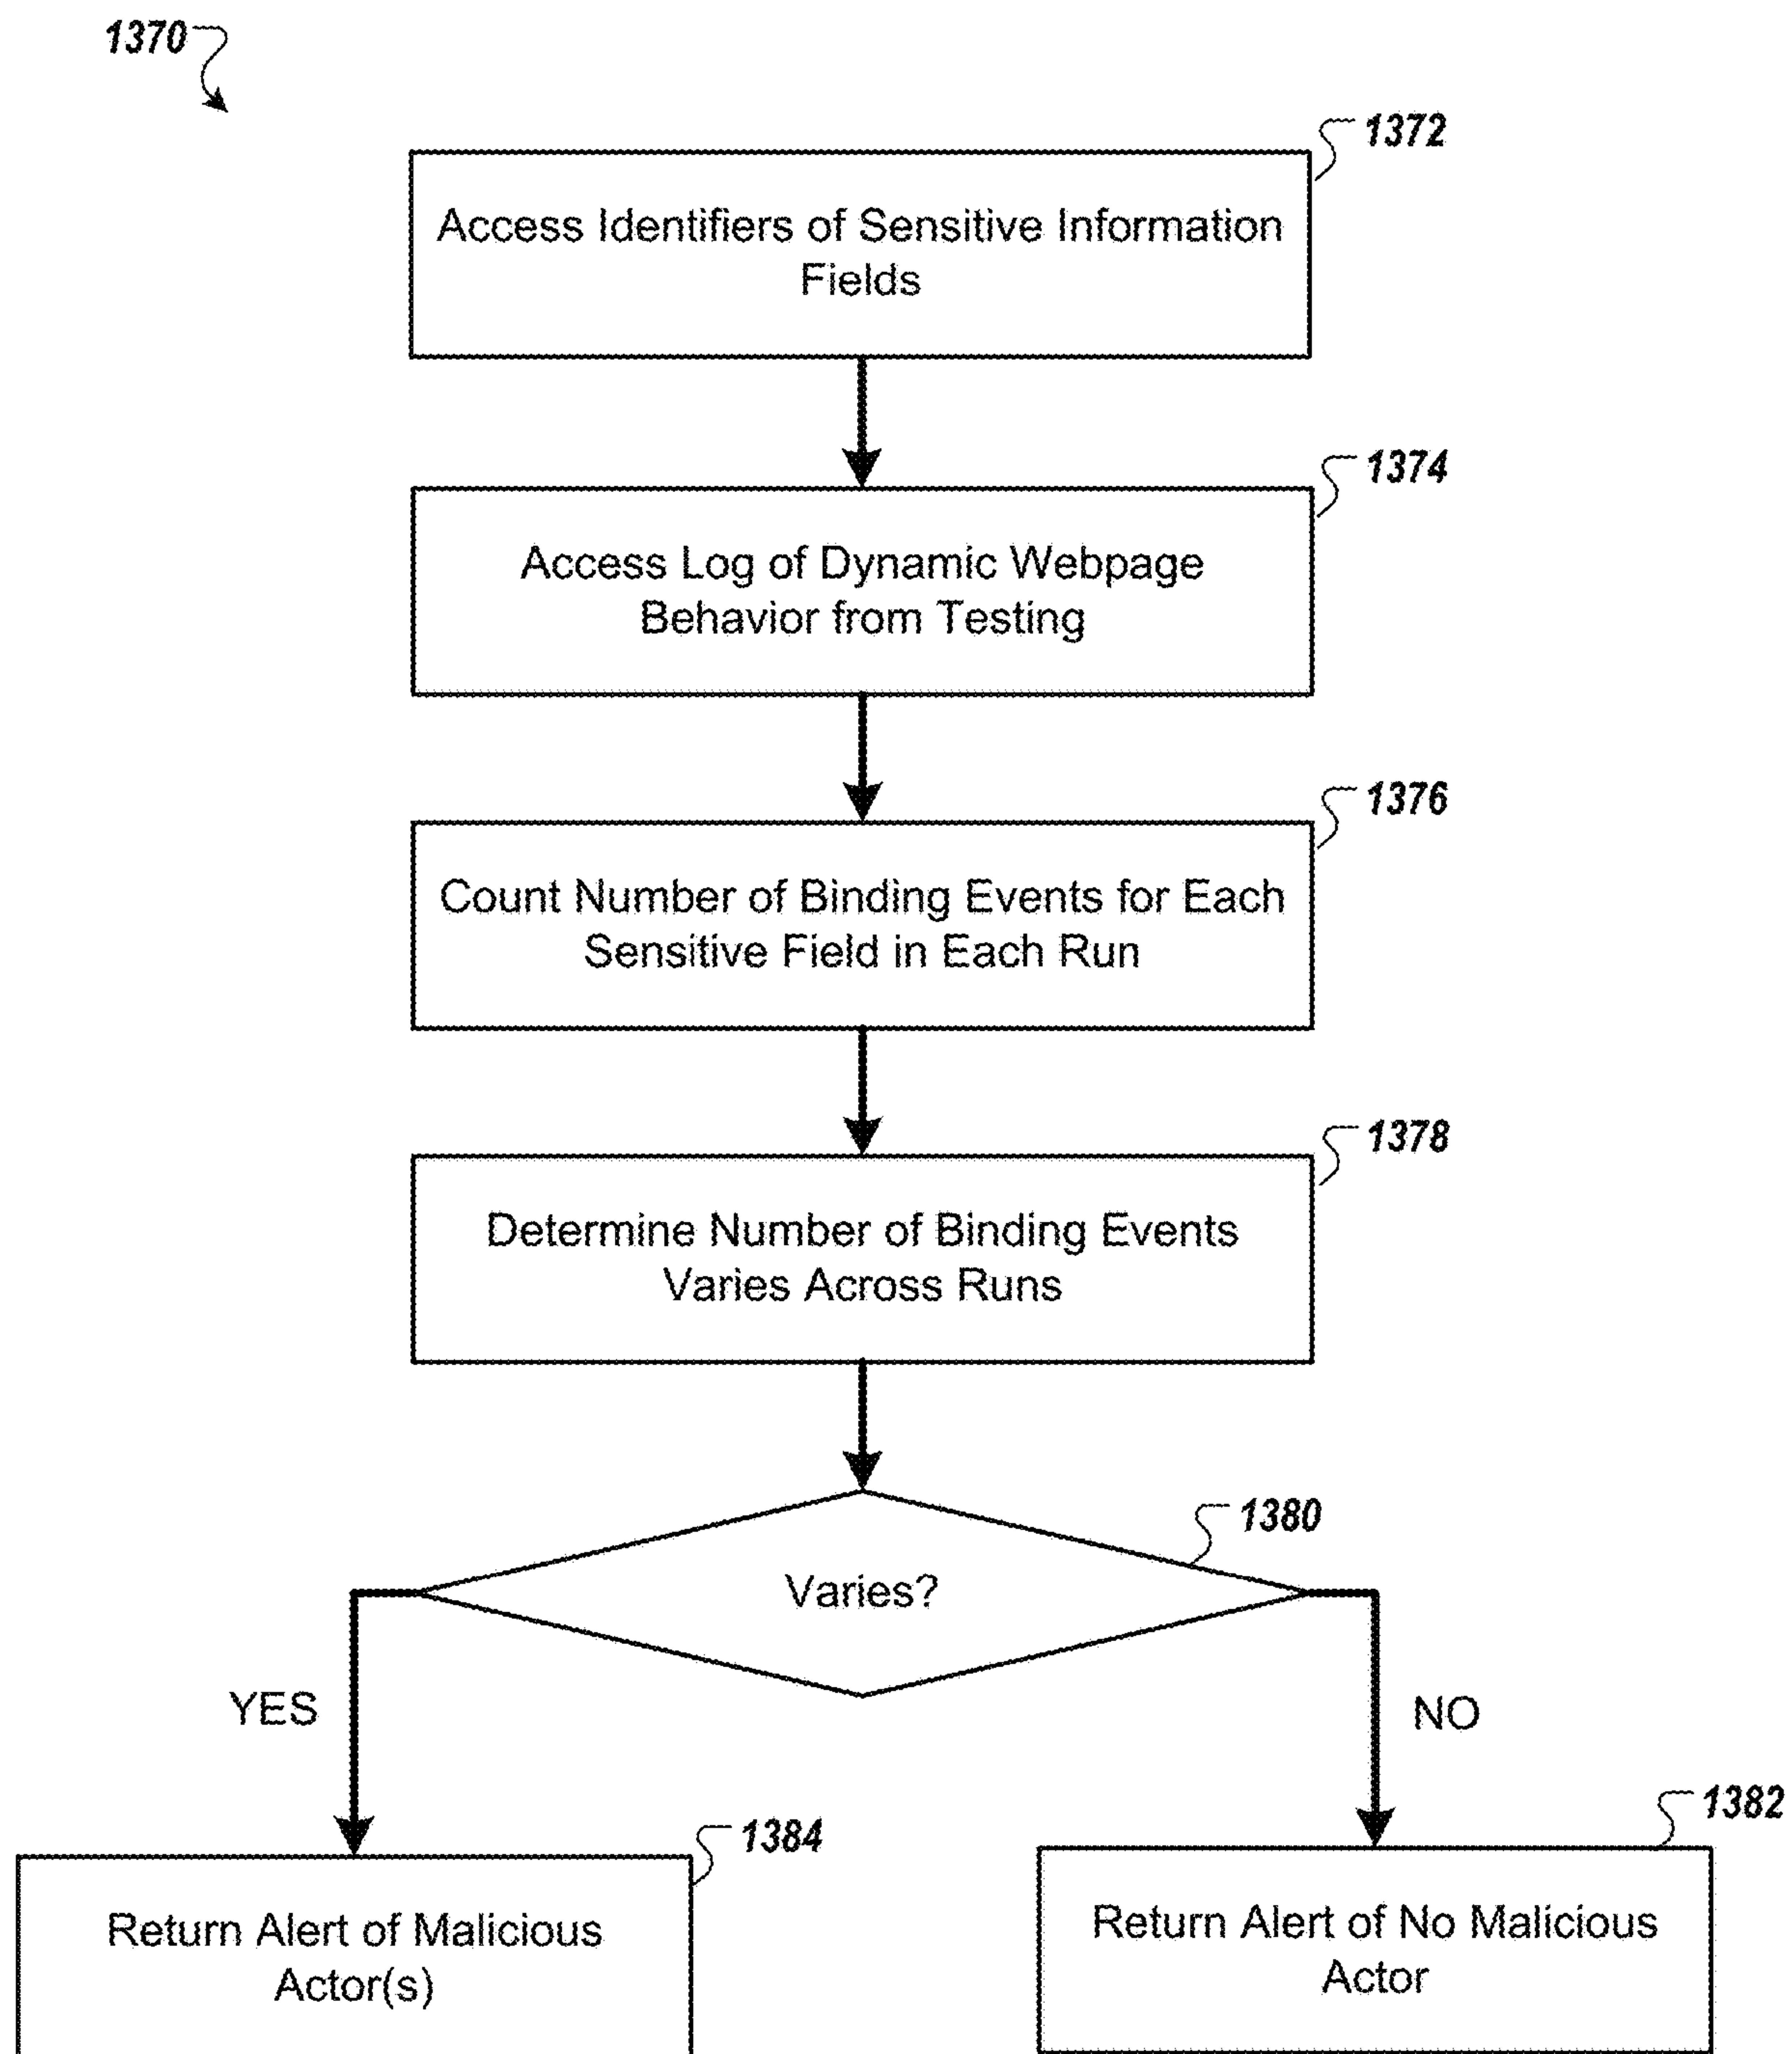 1370
1372
Access Identifiers of Sensitive Information
Fields
1374
Access Log of Dynamic Webpage
Behavior from Testing
1376
Count Number of Binding Events for Each
Sensitive Field in Each Run
1378
Determine Number of Binding Events
Varies Across Runs
1380
Varies?
YES
NO
1384
Return Alert of Malicious
Actor(s)
1382
Return Alert of No Malicious
Actor